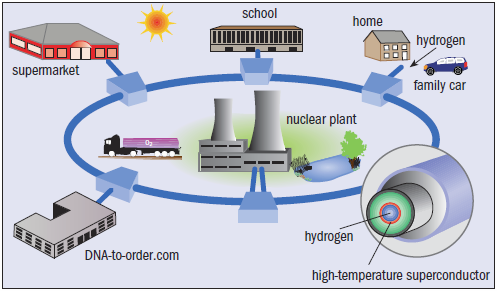 school
home
hydrogen
supermarket
family car
nuclear plant
O2
DNA-to-order.com
hydrogen
high-temperature superconductor